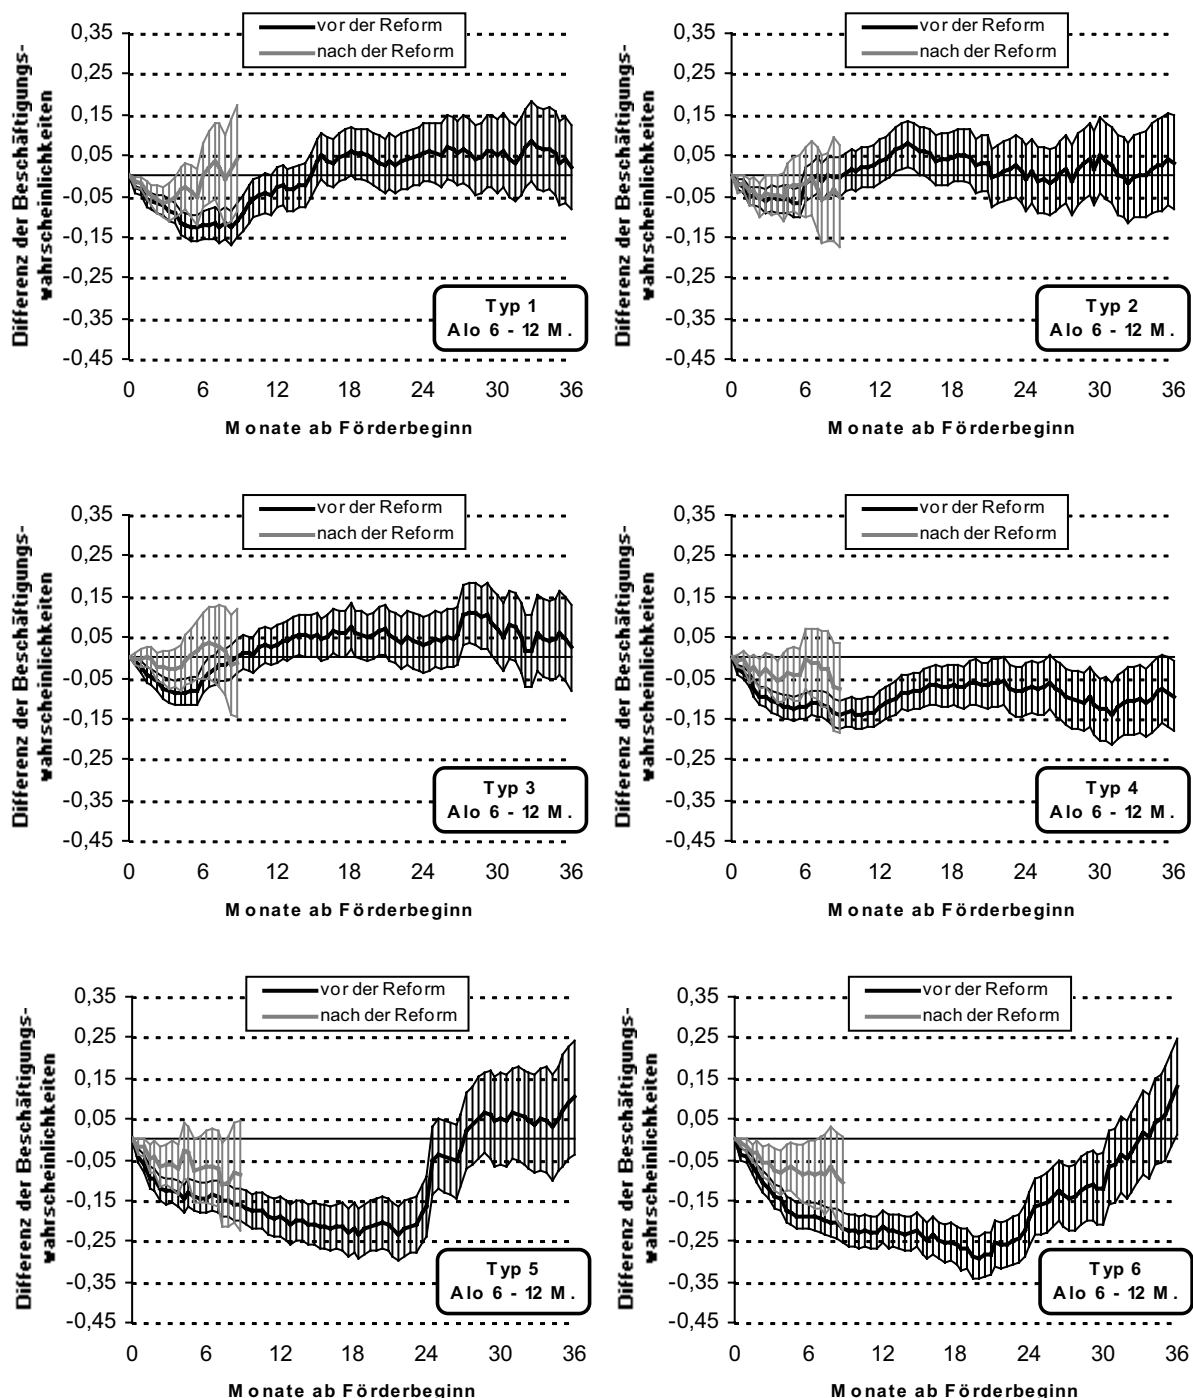 vor der Reform
nach der Reform
0,35
0,25
0,15
0,05
-0,05
-0,15
-0,25
-0,35
-0,45
Differenz der Beschäftigungs-
wahrscheinlichkeiten
Typ 1
Alo 6 - 12 M.
0 6 12 18 24 30 36
Monate ab Förderbeginn
vor der Reform
nach der Reform
0,35
0,25
0,15
0,05
-0,05
-0,15
-0,25
-0,35
-0,45
Differenz der Beschäftigungs-
wahrscheinlichkeiten
Typ 2
Alo 6 - 12 M.
0 6 12 18 24 30 36
Monate ab Förderbeginn
vor der Reform
nach der Reform
0,35
0,25
0,15
0,05
-0,05
-0,15
-0,25
-0,35
-0,45
Differenz der Beschäftigungs-
wahrscheinlichkeiten
Typ 3
Alo 6 - 12 M.
0 6 12 18 24 30 36
Monate ab Förderbeginn
vor der Reform
nach der Reform
0,35
0,25
0,15
0,05
-0,05
-0,15
-0,25
-0,35
-0,45
Differenz der Beschäftigungs-
wahrscheinlichkeiten
Typ 4
Alo 6 - 12 M.
0 6 12 18 24 30 36
Monate ab Förderbeginn
vor der Reform
nach der Reform
0,35
0,25
0,15
0,05
-0,05
-0,15
-0,25
-0,35
-0,45
Differenz der Beschäftigungs-
wahrscheinlichkeiten
Typ 5
Alo 6 - 12 M.
0 6 12 18 24 30 36
Monate ab Förderbeginn
vor der Reform
nach der Reform
0,35
0,25
0,15
0,05
-0,05
-0,15
-0,25
-0,35
-0,45
Differenz der Beschäftigungs-
wahrscheinlichkeiten
Typ 6
Alo 6 - 12 M.
0 6 12 18 24 30 36
Monate ab Förderbeginn